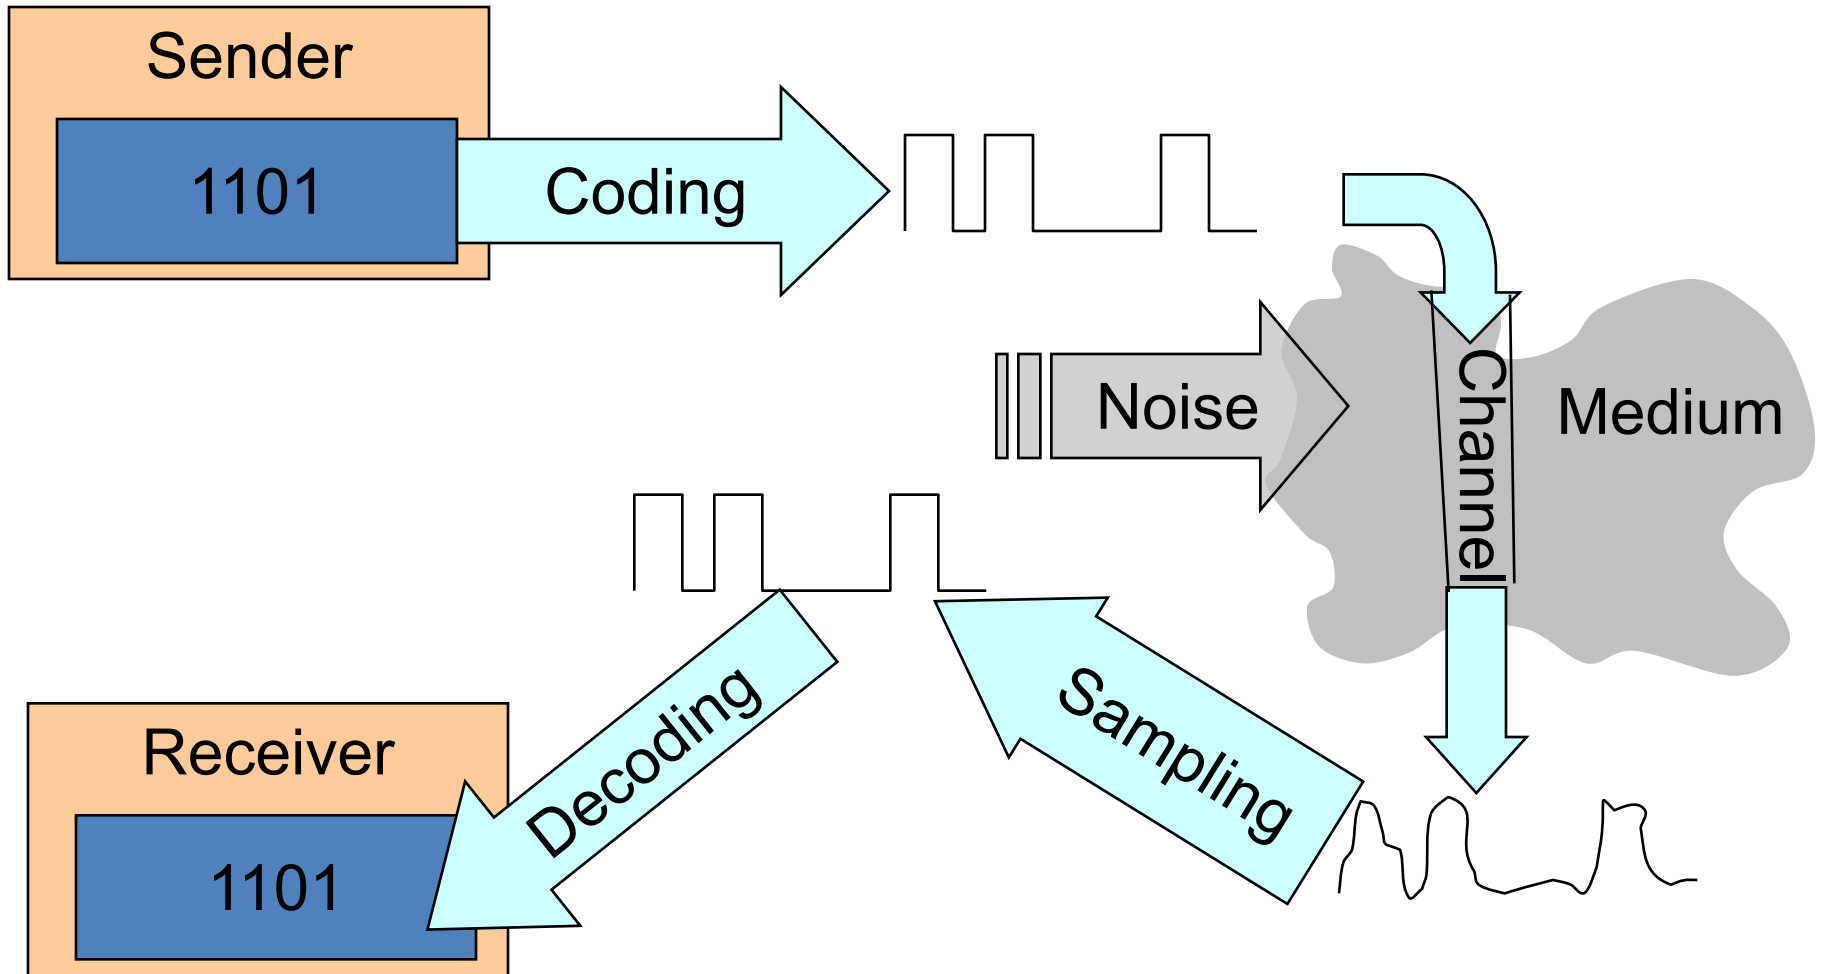 Sender
1101
Coding
Noise
Channel
Medium
Sampling
Decoding
Receiver
1101